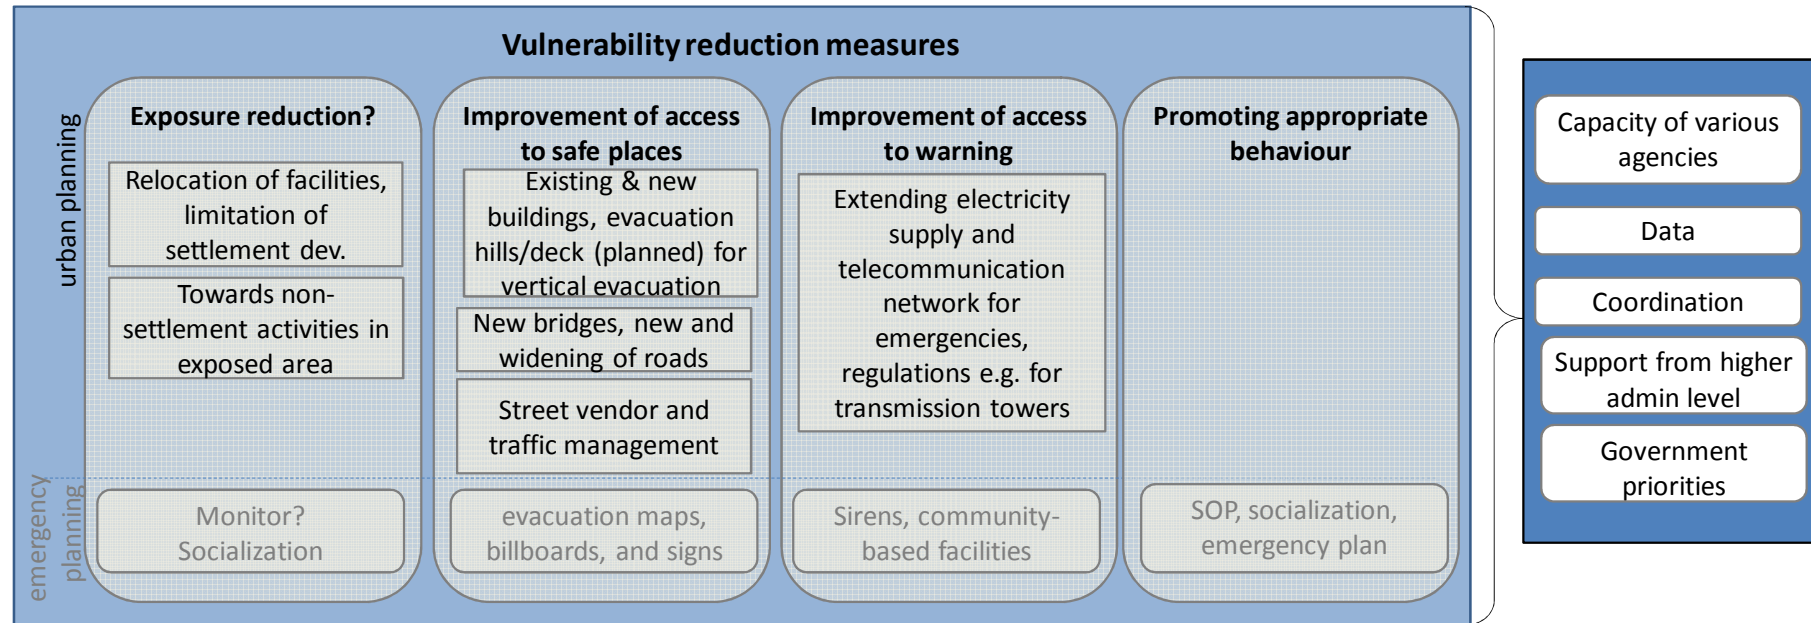 Vulnerability reduction measures
urban planning
Exposure reduction?
Relocation of facilities,
limitation of
settlement dev.
Towards non-
settlement activities in
exposed area
Improvement of access
to safe places
Existing & new
buildings, evacuation
hills/deck (planned) for
vertical evacuation
New bridges, new and
widening of roads
Street vendor and
traffic management
Improvement of access
to warning
Extending electricity
supply and
telecommunication
network for
emergencies,
regulations e.g. for
transmission towers
Promoting appropriate
behaviour
emergency
planning
Monitor?
Socialization
evacuation maps,
billboards, and signs
Sirens, community-
based facilities
SOP, socialization,
emergency plan
Capacity of various
agencies
Data
Coordination
Support from higher
admin level
Government
priorities